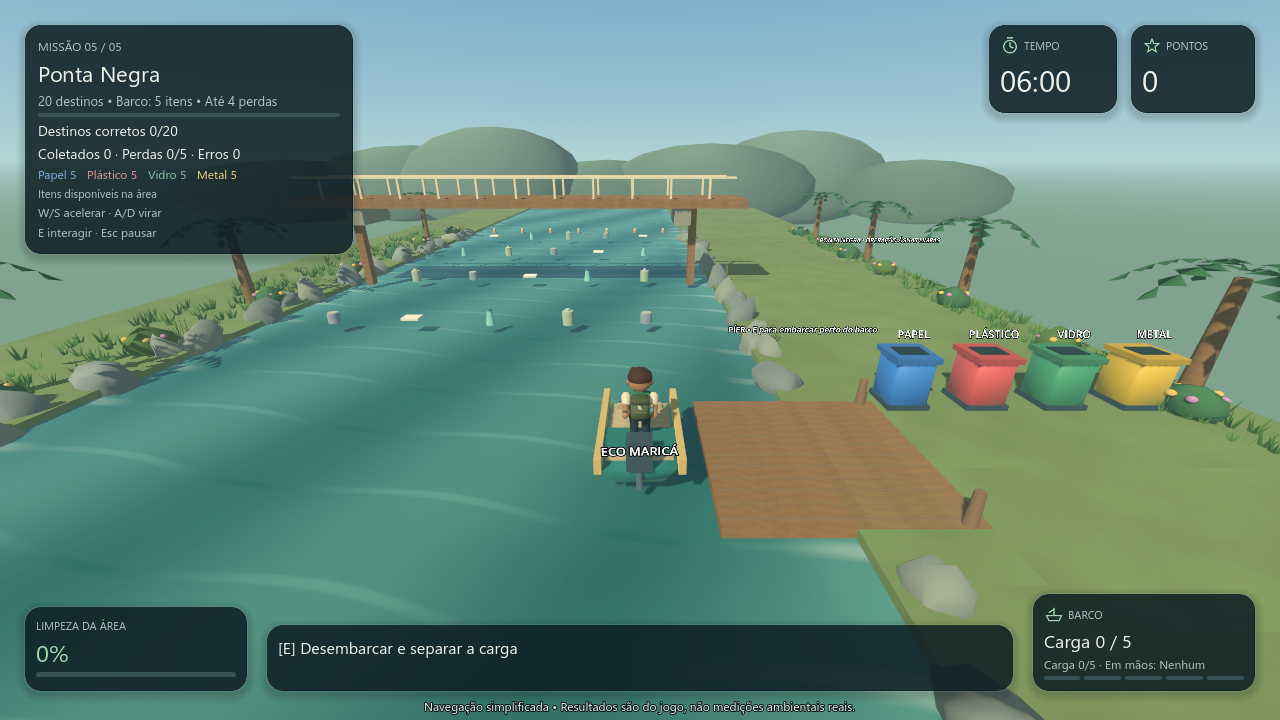 MISSÃO 05 / 05
Ponta Negra
20 destinos • Barco: 5 itens • Até 4 perdas
Destinos corretos 0/20
Coletados 0 · Perdas 0/5 · Erros 0
Papel 5 Plástico 5 Vidro 5 Metal 5
Itens disponíveis na área
W/S acelerar · A/D virar
E interagir · Esc pausar
TEMPO
06:00
PONTOS
0
PONTA NEGRA
PÍER • E para embarcar perto do barco
PAPEL
PLÁSTICO
VIDRO
METAL
ECO MARICÁ
LIMPEZA DA ÁREA
0%
[E] Desembarcar e separar a carga
BARCO
Carga 0 / 5
Carga 0/5 · Em mãos: Nenhum
Navegação simplificada • Resultados são do jogo, não medições ambientais reais.